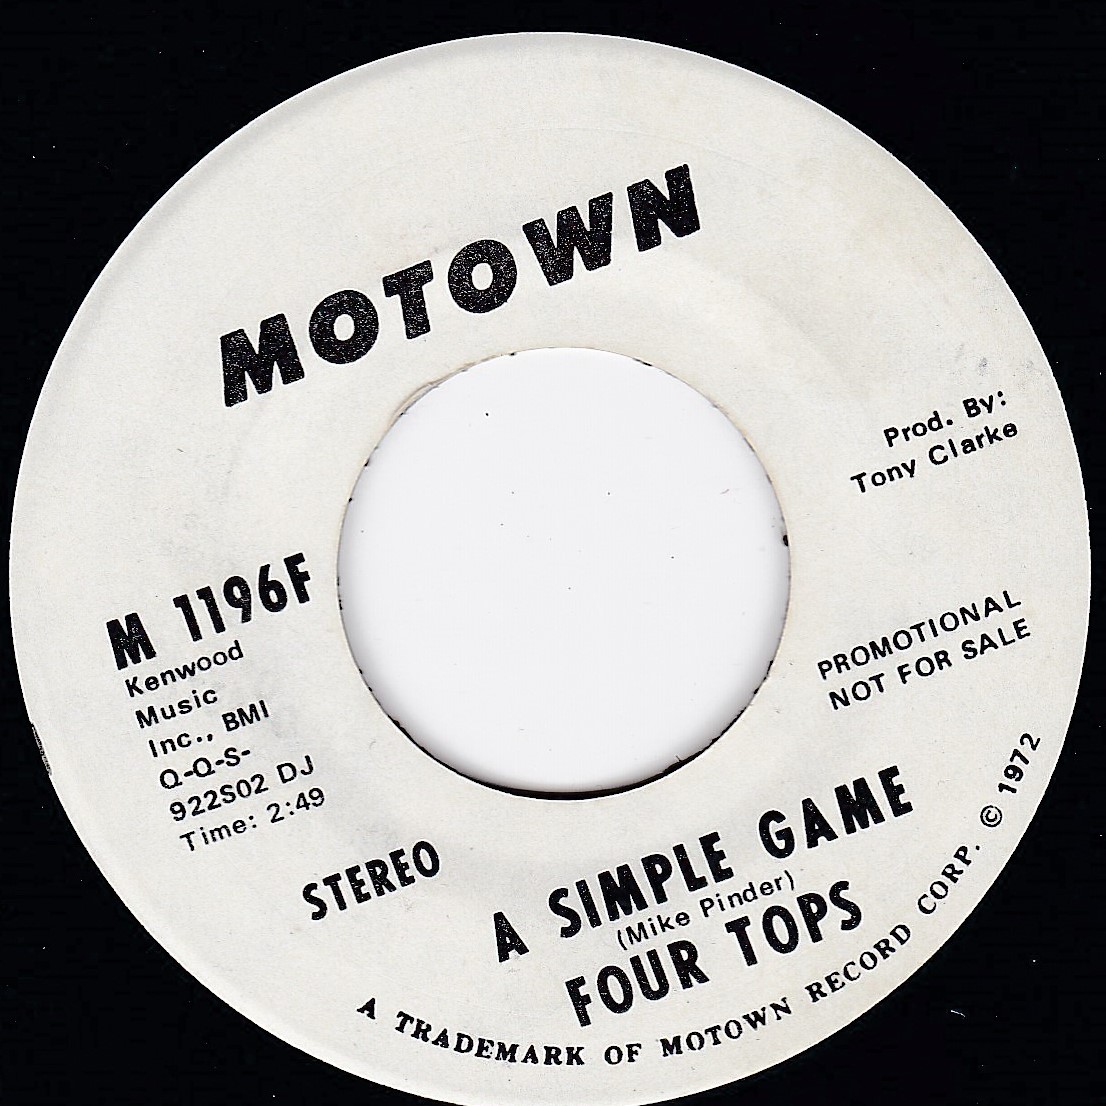 MOTOWN
Prod. By:
Tony Clarke
M 1196F
Kenwood
Music
Inc., BMI
Q-Q-S-
922S02 DJ
Time: 2:49
PROMOTIONAL
NOT FOR SALE
STEREO
A SIMPLE GAME
(Mike Pinder)
FOUR TOPS
A TRADEMARK OF MOTOWN RECORD CORP. © 1972